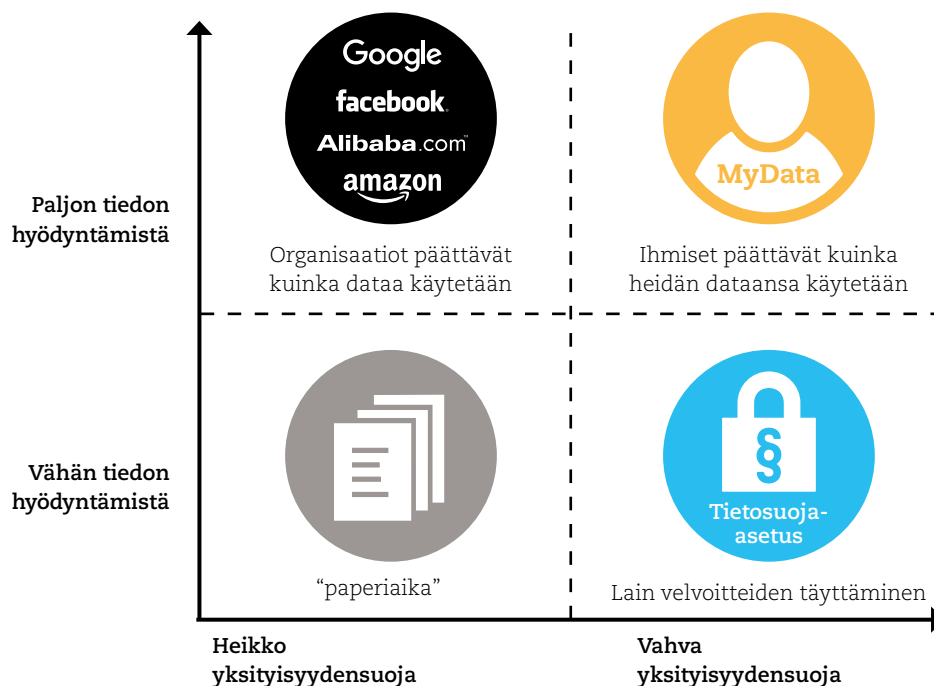 Google
facebook.
Alibaba.com™
amazon
MyData
Paljon tiedon
hyödyntämistä
Organisaatiot päättävät
kuinka dataa käytetään
Ihmiset päättävät kuinka
heidän dataansa käytetään
Vähän tiedon
hyödyntämistä
§
Tietosuoja-
asetus
“paperiaika”
Lain velvoitteiden täyttäminen
Heikko
yksityisyydensuoja
Vahva
yksityisyydensuoja